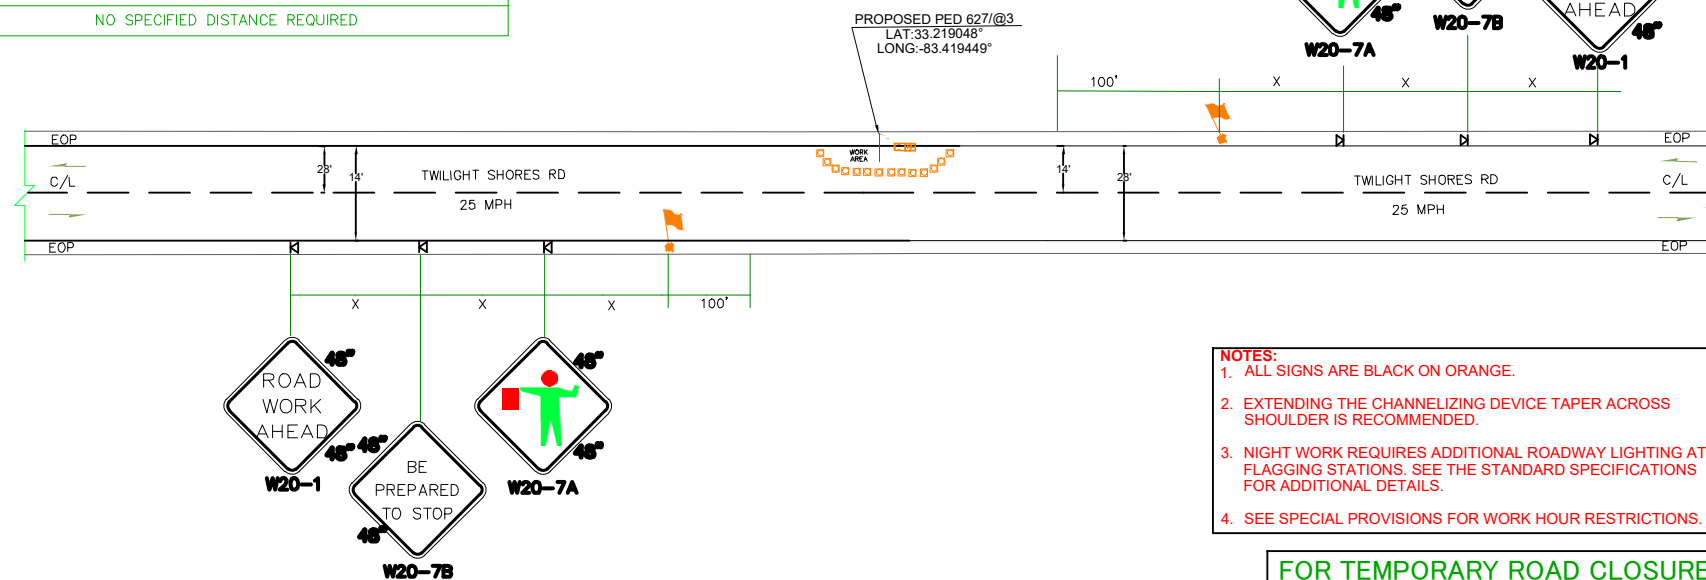 NO SPECIFIED DISTANCE REQUIRED
PROPOSED PED 627/@3
LAT:33.219048°
LONG:-83.419449°
48"
W20-7A
W20-7B
AHEAD
48"
W20-1
100'
X
X
X
EOP
EOP
C/L
28'
14'
TWILIGHT SHORES RD
25 MPH
WORK
AREA
14'
28'
TWILIGHT SHORES RD
25 MPH
C/L
EOP
EOP
X
X
X
100'
48"
ROAD
WORK
AHEAD
48"
W20-1
48"
BE
PREPARED
TO STOP
48"
W20-7B
48"
48"
W20-7A
NOTES:
1. ALL SIGNS ARE BLACK ON ORANGE.
2. EXTENDING THE CHANNELIZING DEVICE TAPER ACROSS
SHOULDER IS RECOMMENDED.
3. NIGHT WORK REQUIRES ADDITIONAL ROADWAY LIGHTING AT
FLAGGING STATIONS. SEE THE STANDARD SPECIFICATIONS
FOR ADDITIONAL DETAILS.
4. SEE SPECIAL PROVISIONS FOR WORK HOUR RESTRICTIONS.
FOR TEMPORARY ROAD CLOSURE